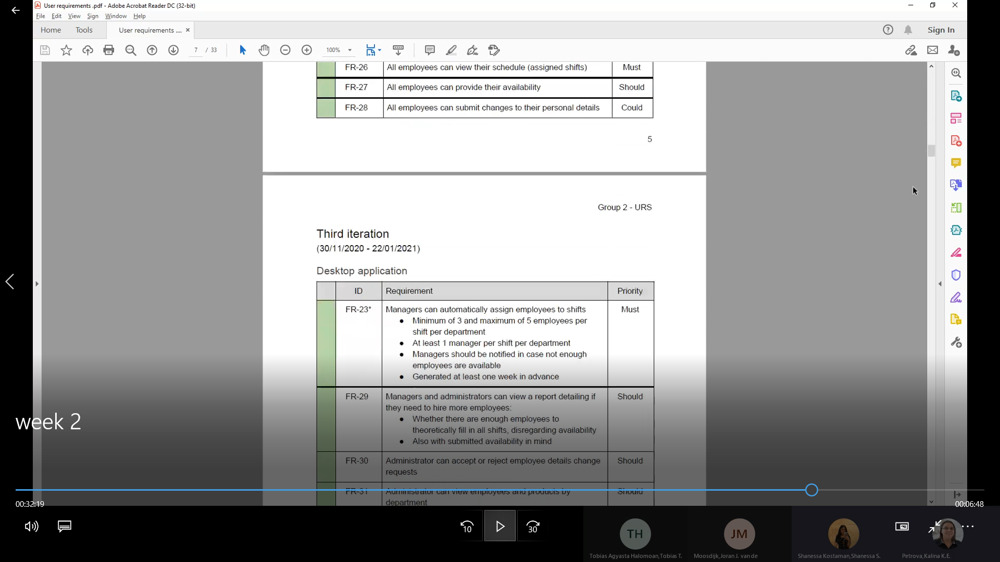 User requirements .pdf - Adobe Acrobat Reader DC (32-bit)
File Edit View Sign Window Help
Home Tools User requirements .... × Sign In
7 / 33 100%
FR-26 All employees can view their schedule (assigned shifts) Must
FR-27 All employees can provide their availability Should
FR-28 All employees can submit changes to their personal details Could
5
Group 2 - URS
Third iteration
(30/11/2020 - 22/01/2021)
Desktop application
ID Requirement Priority
FR-23* Managers can automatically assign employees to shifts Must
● Minimum of 3 and maximum of 5 employees per
shift per department
● At least 1 manager per shift per department
● Managers should be notified in case not enough
employees are available
● Generated at least one week in advance
FR-29 Managers and administrators can view a report detailing if Should
they need to hire more employees:
● Whether there are enough employees to
theoretically fill in all shifts, disregarding availability
● Also with submitted availability in mind
week 2
FR-30 Administrator can accept or reject employee details change Should
requests
FR-31 Administrator can view employees and products by Should
department
00:32:19 00:06:48
10 30
TH JM
Tobias Agyasta Halomoan,Tobias T. Moosdijk,Joran J. van de Shanessa Kostaman,Shanessa S. Petrova,Kalina K.E.